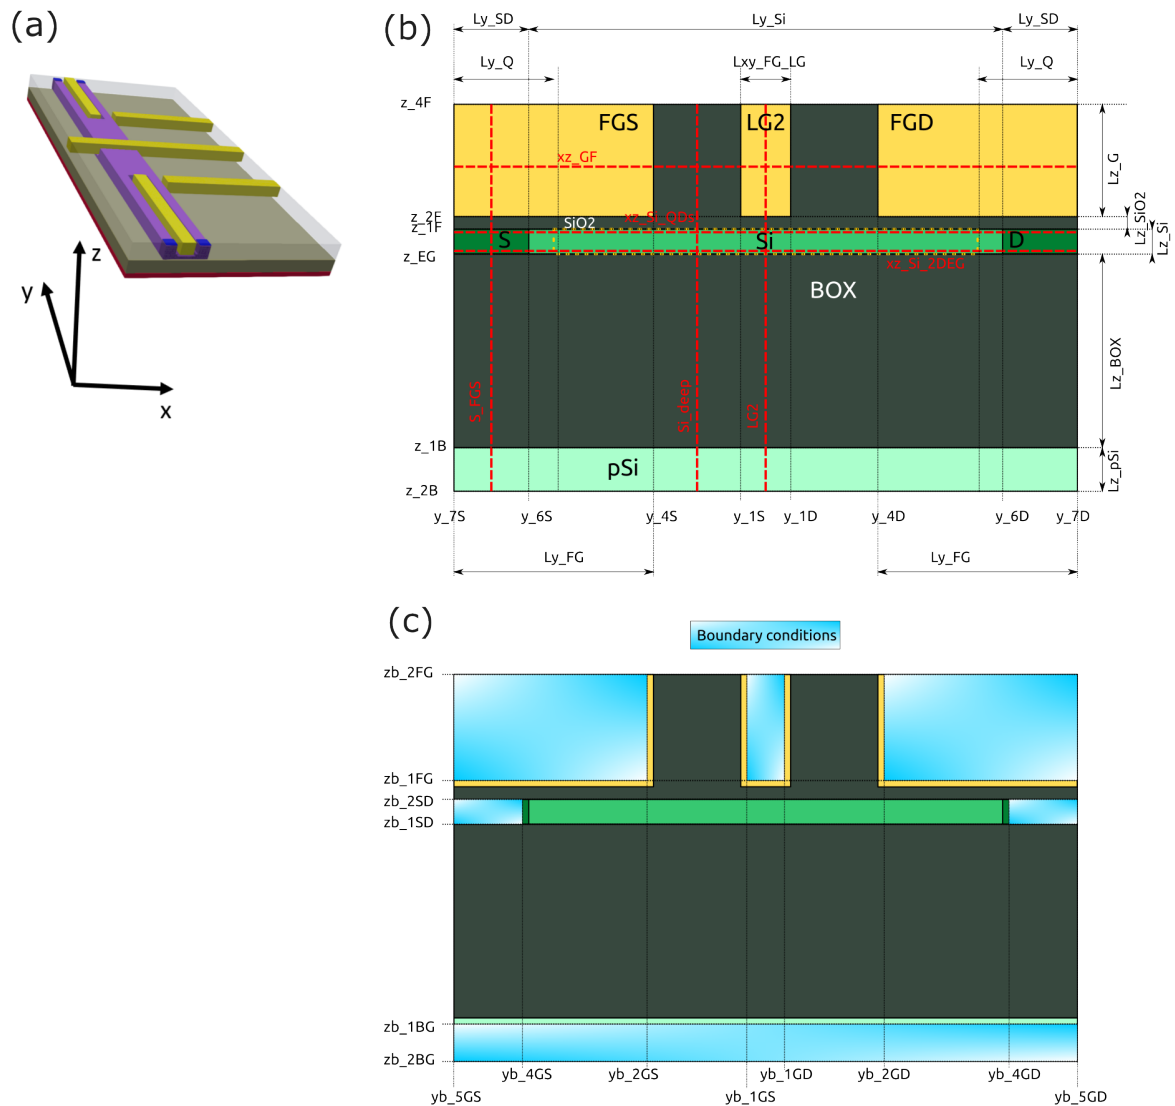 (a)
z
y
x
(b)
Ly_SD
Ly_Si
Ly_SD
Ly_Q
Lxy_FG_LG
Ly_Q
z_4F
FGS
LG2
FGD
xz_GF
Lz_G
z_2F
z_1F
SiO2
xz_Si_QDs
Lz_SiO2
S
Si
D
Lz_Si
z_EG
xz_Si_2DEG
BOX
Lz_BOX
S_FGS
Si_deep
LG2
z_1B
pSi
Lz_pSi
z_2B
y_7S
y_6S
y_4S
y_1S
y_1D
y_4D
y_6D
y_7D
Ly_FG
Ly_FG
(c)
Boundary conditions
zb_2FG
zb_1FG
zb_2SD
zb_1SD
zb_1BG
zb_2BG
yb_4GS
yb_2GS
yb_1GD
yb_2GD
yb_4GD
yb_5GS
yb_1GS
yb_5GD